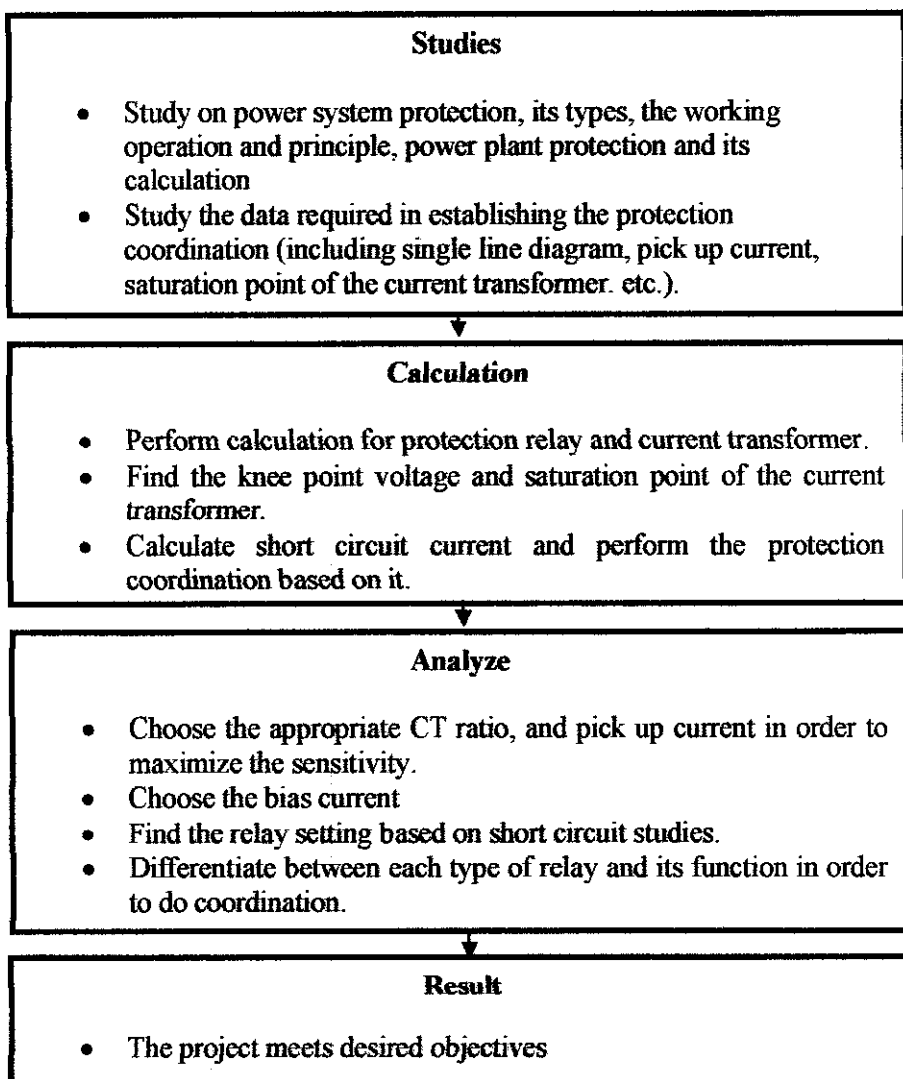 Studies
• Study on power system protection, its types, the working
operation and principle, power plant protection and its
calculation
• Study the data required in establishing the protection
coordination (including single line diagram, pick up current,
saturation point of the current transformer. etc.).
Calculation
• Perform calculation for protection relay and current transformer.
• Find the knee point voltage and saturation point of the current
transformer.
• Calculate short circuit current and perform the protection
coordination based on it.
Analyze
• Choose the appropriate CT ratio, and pick up current in order to
maximize the sensitivity.
• Choose the bias current
• Find the relay setting based on short circuit studies.
• Differentiate between each type of relay and its function in order
to do coordination.
Result
• The project meets desired objectives